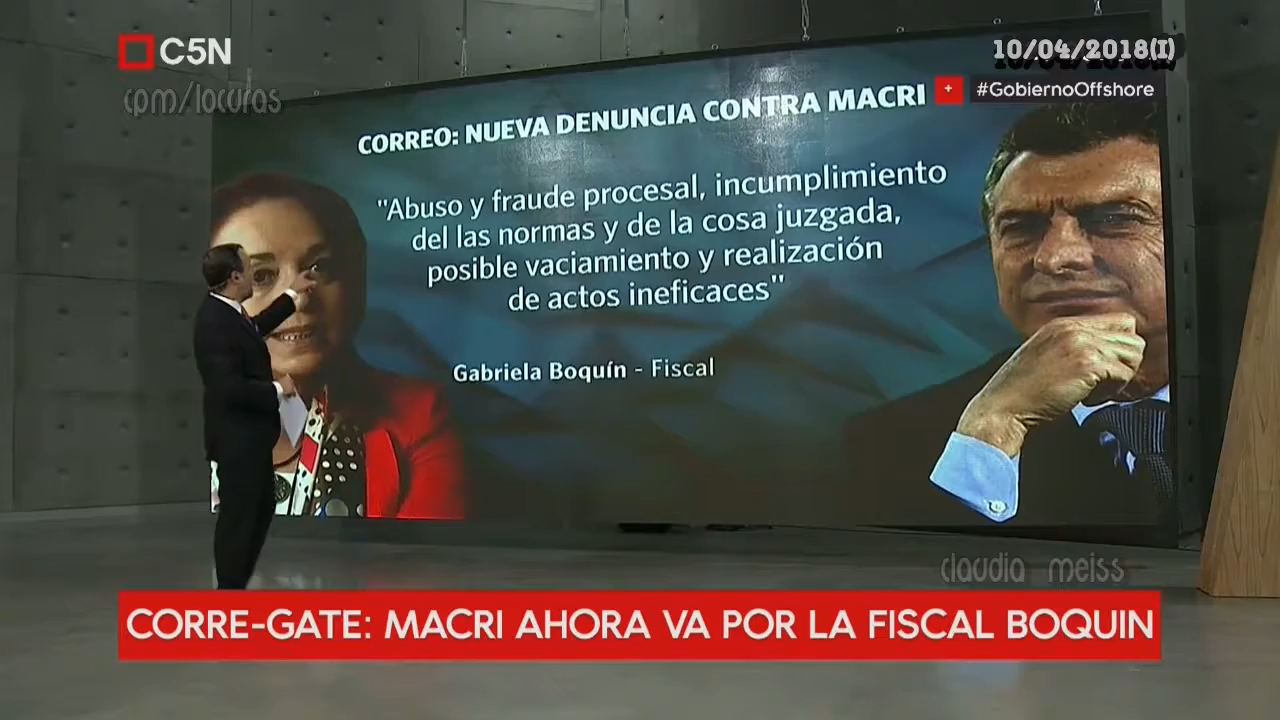 C5N
cpm/locuras
10/04/2018(I)
#GobiernoOffshore
CORREO: NUEVA DENUNCIA CONTRA MACRI
"Abuso y fraude procesal, incumplimiento
del las normas y de la cosa juzgada,
posible vaciamiento y realización
de actos ineficaces"
Gabriela Boquín - Fiscal
claudia meiss
CORRE-GATE: MACRI AHORA VA POR LA FISCAL BOQUIN